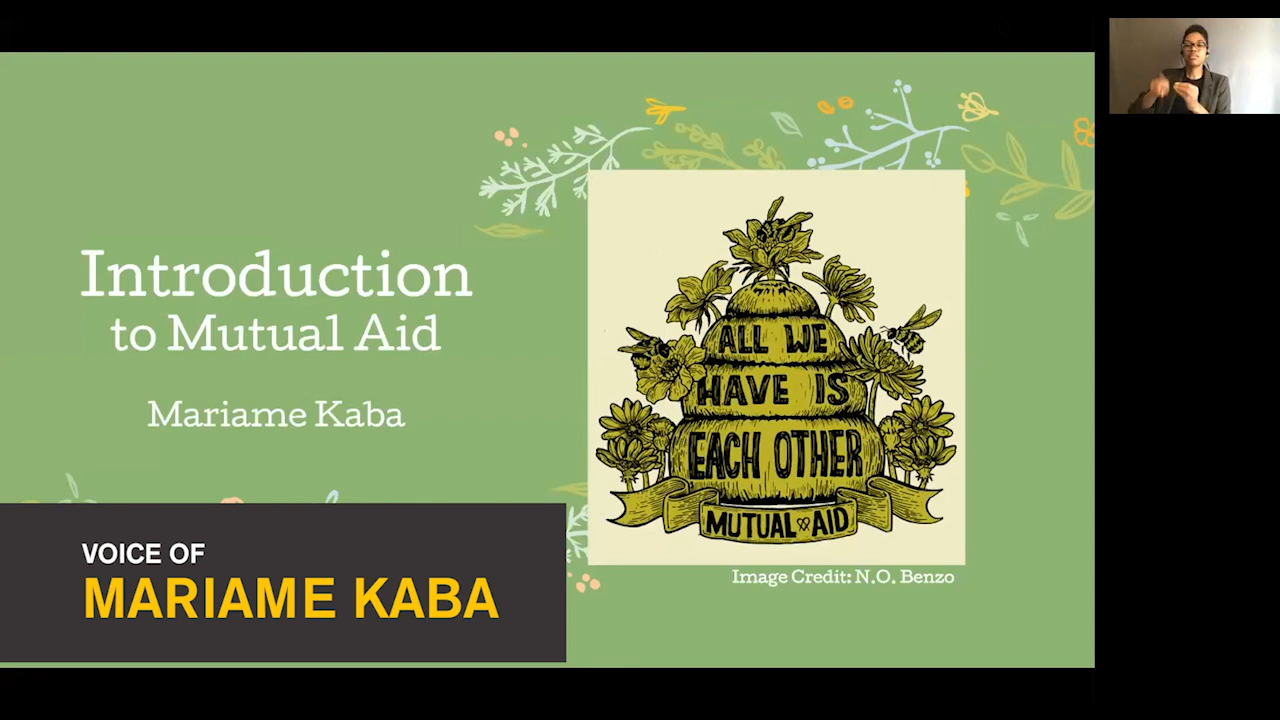 Introduction
to Mutual Aid
Mariame Kaba
ALL WE
HAVE IS
EACH OTHER
MUTUAL AID
Image Credit: N.O. Benzo
VOICE OF
MARIAME KABA